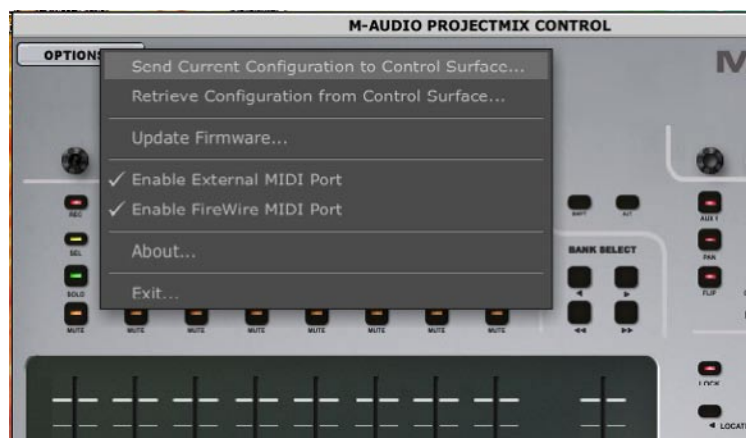 M-AUDIO PROJECTMIX CONTROL
OPTIONS
M
Send Current Configuration to Control Surface...
Retrieve Configuration from Control Surface...
Update Firmware...
✓ Enable External MIDI Port
✓ Enable FireWire MIDI Port
About...
Exit...
REC
SHIFT
ALT
AUX 1
SEL
BANK SELECT
PAN
SOLO
FLIP
MUTE MUTE MUTE MUTE MUTE MUTE MUTE MUTE
LOCK
LOCATE